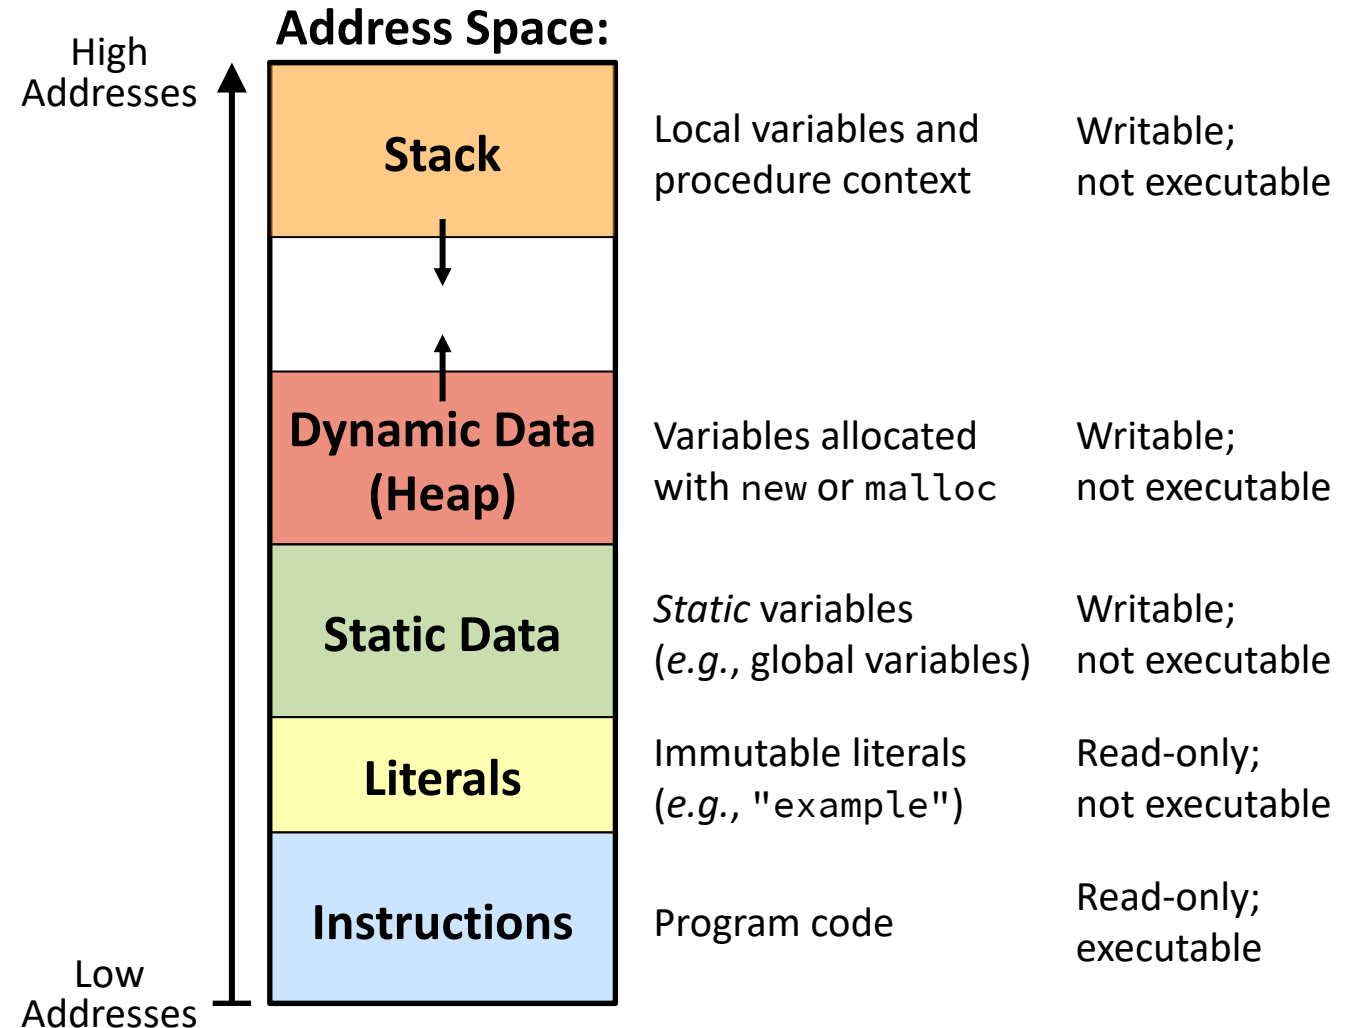 Address Space:
High
Addresses
Stack
Local variables and
procedure context
Writable;
not executable
Dynamic Data
(Heap)
Variables allocated
with new or malloc
Writable;
not executable
Static Data
Static variables
(e.g., global variables)
Writable;
not executable
Literals
Immutable literals
(e.g., "example")
Read-only;
not executable
Instructions
Program code
Read-only;
executable
Low
Addresses